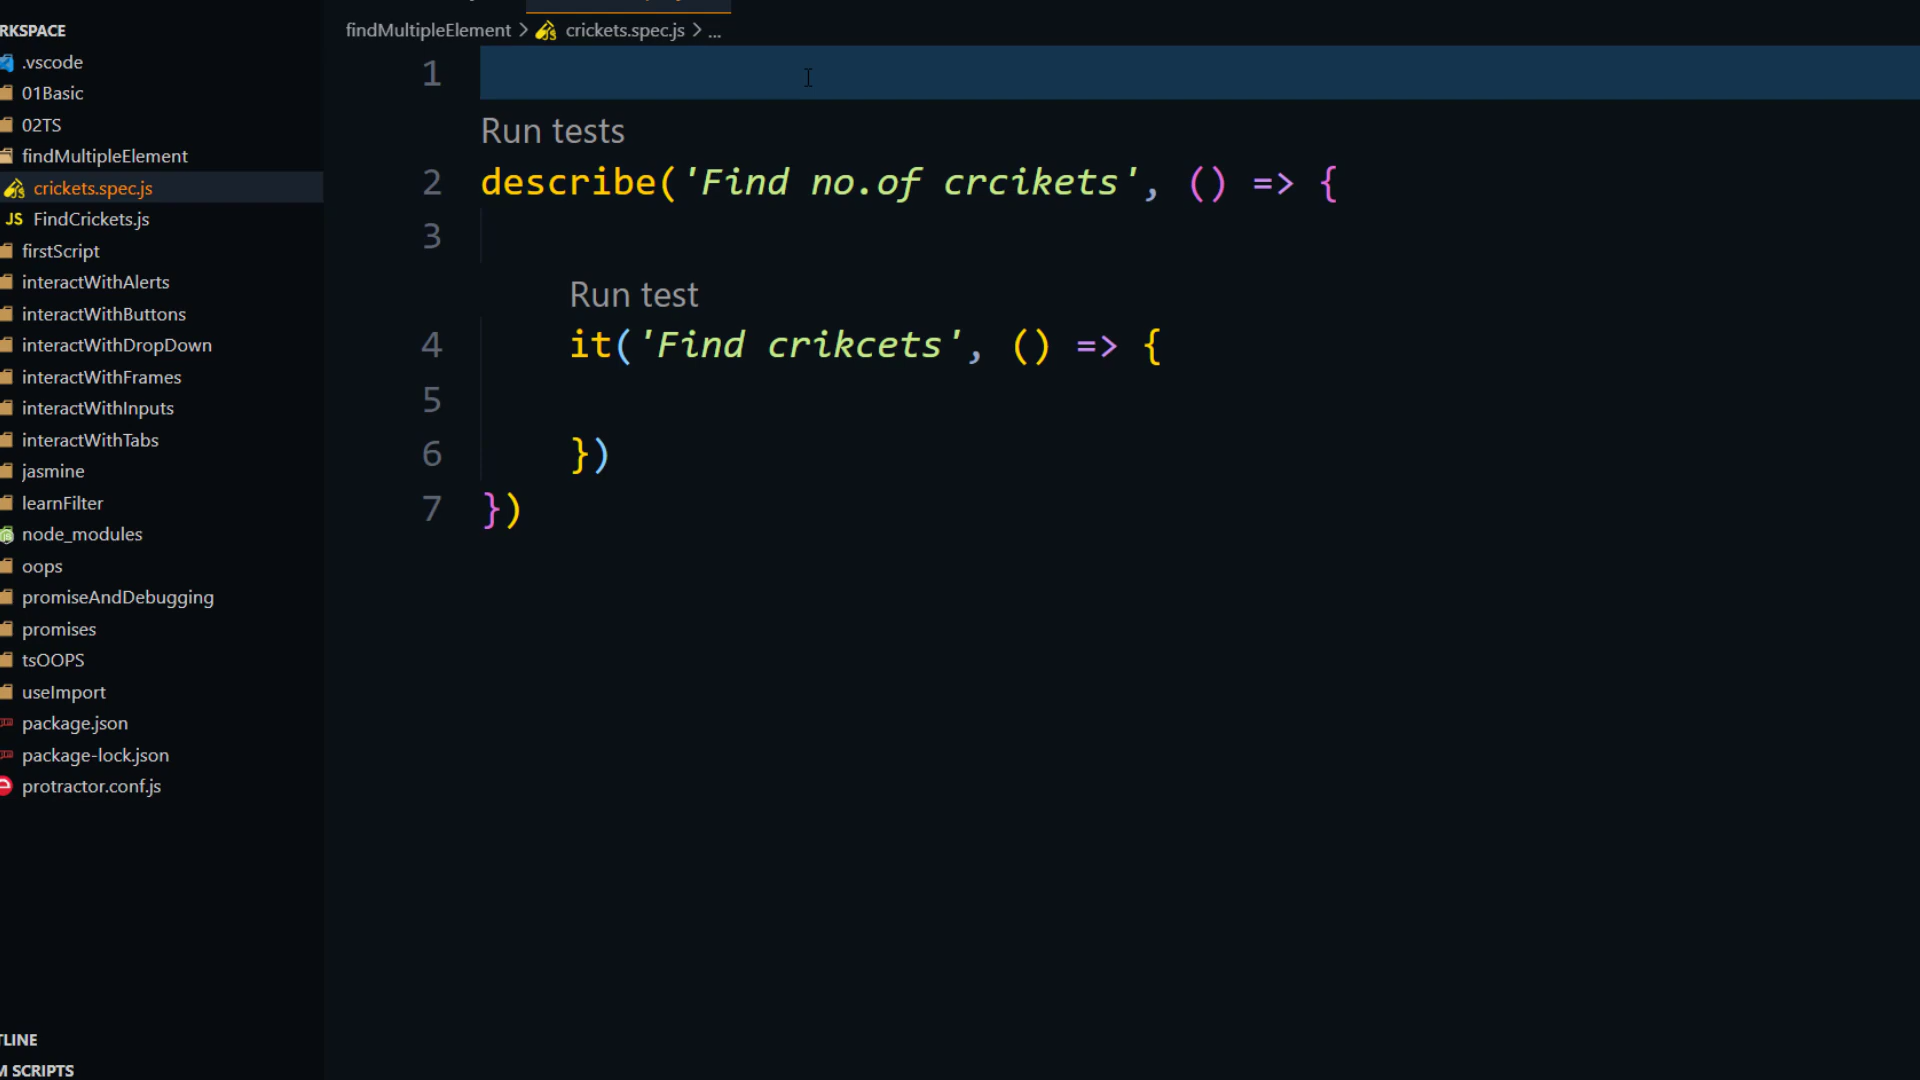 RKSPACE
.vscode
01Basic
02TS
findMultipleElement
crickets.spec.js
JS FindCrickets.js
firstScript
interactWithAlerts
interactWithButtons
interactWithDropDown
interactWithFrames
interactWithInputs
interactWithTabs
jasmine
learnFilter
node_modules
oops
promiseAndDebugging
promises
tsOOPS
useImport
package.json
package-lock.json
protractor.conf.js
TLINE
M SCRIPTS
findMultipleElement > crickets.spec.js > ...
1
Run tests
2 describe('Find no.of crcikets', () => {
3
Run test
4 it('Find crikcets', () => {
5
6 })
7 })